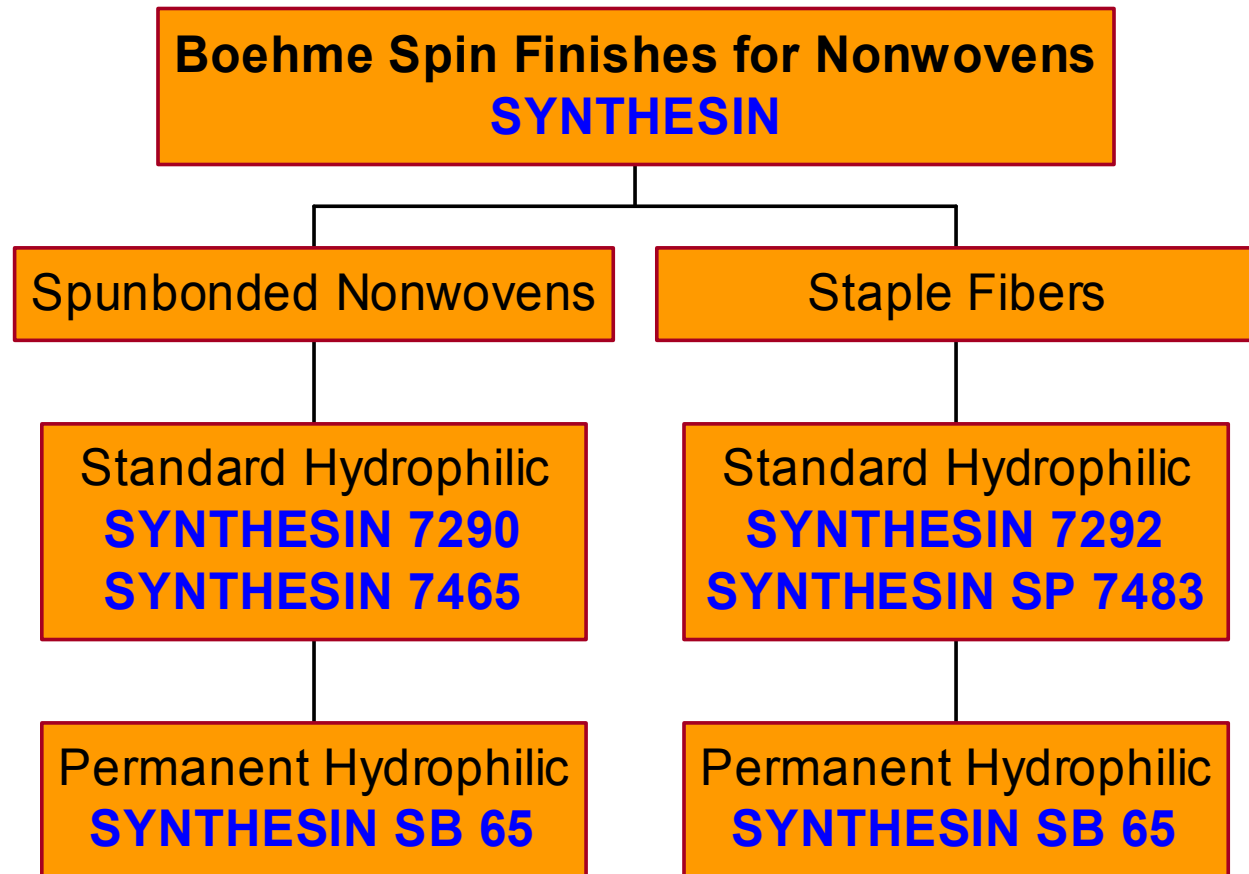 Boehme Spin Finishes for Nonwovens
SYNTHESIN
Spunbonded Nonwovens
Staple Fibers
Standard Hydrophilic
SYNTHESIN 7290
SYNTHESIN 7465
Standard Hydrophilic
SYNTHESIN 7292
SYNTHESIN SP 7483
Permanent Hydrophilic
SYNTHESIN SB 65
Permanent Hydrophilic
SYNTHESIN SB 65